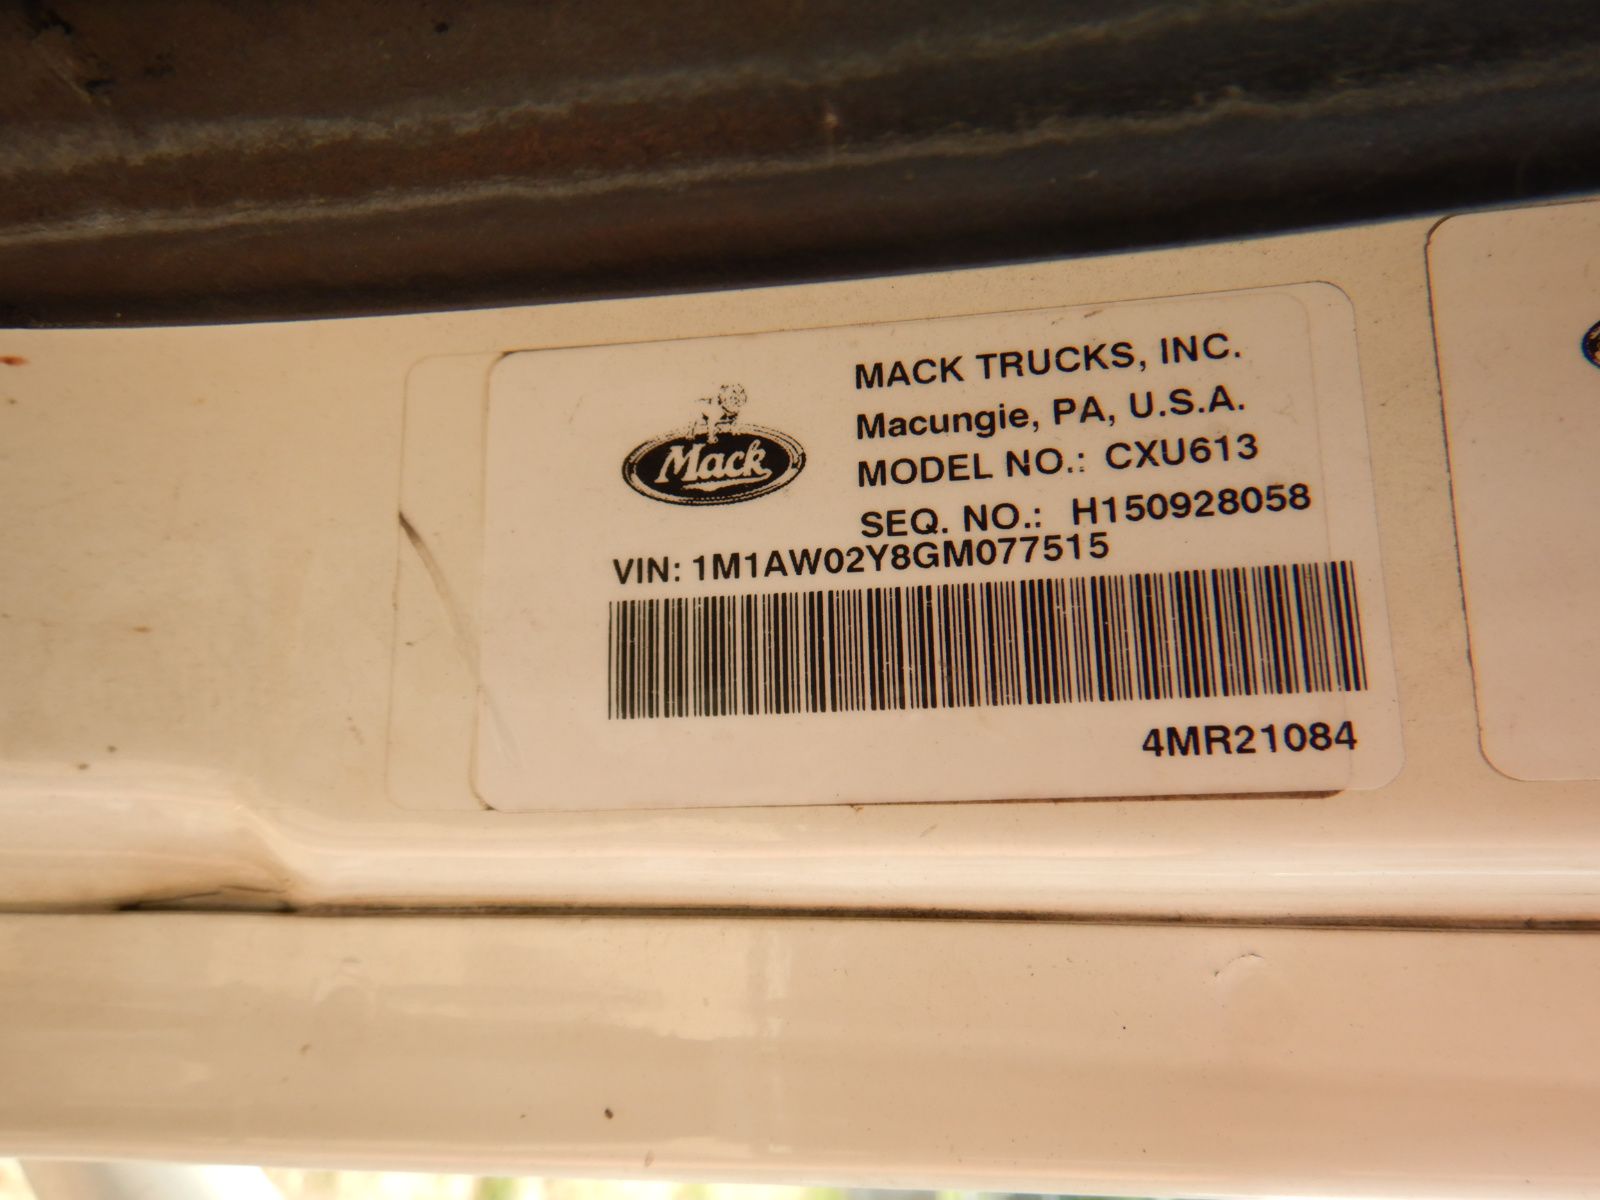 MACK TRUCKS, INC.
Macungie, PA, U.S.A.
Mack
MODEL NO.: CXU613
SEQ. NO.: H150928058
VIN: 1M1AW02Y8GM077515
4MR21084